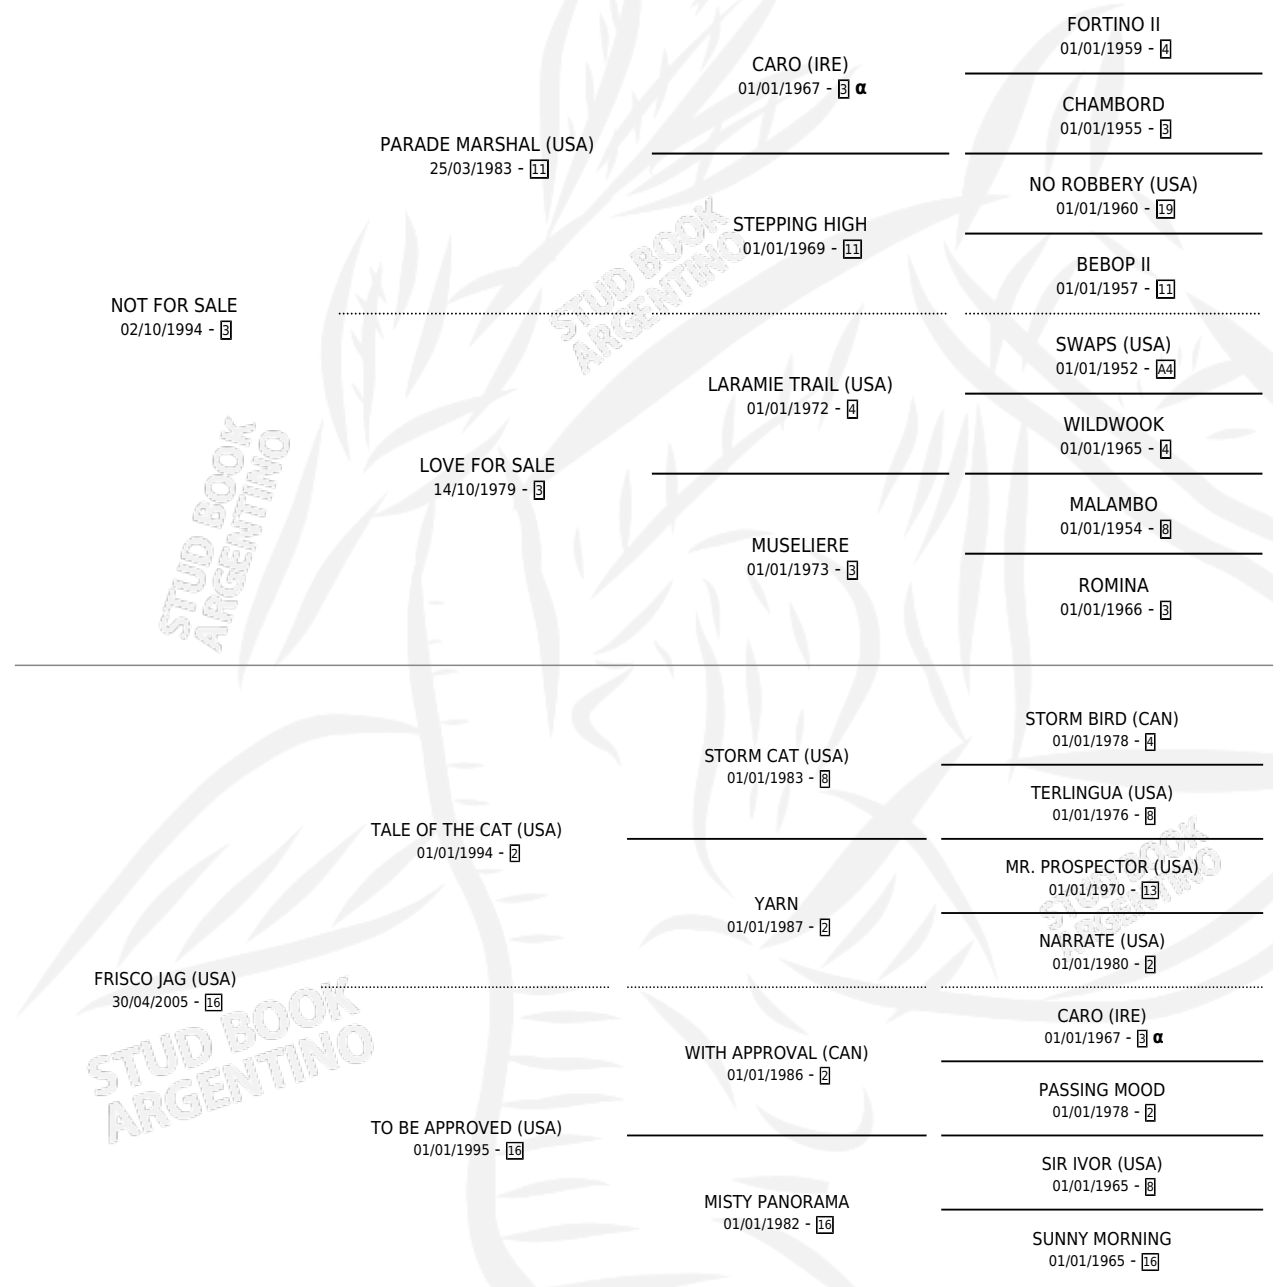 FORTINO II
01/01/1959 - 4
CARO (IRE)
01/01/1967 - 3 α
CHAMBORD
01/01/1955 - 3
PARADE MARSHAL (USA)
25/03/1983 - 11
NO ROBBERY (USA)
01/01/1960 - 19
STEPPING HIGH
01/01/1969 - 11
BEBOP II
01/01/1957 - 11
NOT FOR SALE
02/10/1994 - 3
SWAPS (USA)
01/01/1952 - A4
LARAMIE TRAIL (USA)
01/01/1972 - 4
WILDWOOK
01/01/1965 - 4
LOVE FOR SALE
14/10/1979 - 3
MALAMBO
01/01/1954 - 8
MUSELIERE
01/01/1973 - 3
ROMINA
01/01/1966 - 3
STORM BIRD (CAN)
01/01/1978 - 4
STORM CAT (USA)
01/01/1983 - 8
TERLINGUA (USA)
01/01/1976 - 8
TALE OF THE CAT (USA)
01/01/1994 - 2
MR. PROSPECTOR (USA)
01/01/1970 - 13
YARN
01/01/1987 - 2
NARRATE (USA)
01/01/1980 - 2
FRISCO JAG (USA)
30/04/2005 - 16
CARO (IRE)
01/01/1967 - 3 α
WITH APPROVAL (CAN)
01/01/1986 - 2
PASSING MOOD
01/01/1978 - 2
TO BE APPROVED (USA)
01/01/1995 - 16
SIR IVOR (USA)
01/01/1965 - 8
MISTY PANORAMA
01/01/1982 - 16
SUNNY MORNING
01/01/1965 - 16
STUD BOOK
ARGENTINO
STUD BOOK
ARGENTINO
STUD BOOK
ARGENTINO
STUD BOOK
ARGENTINO